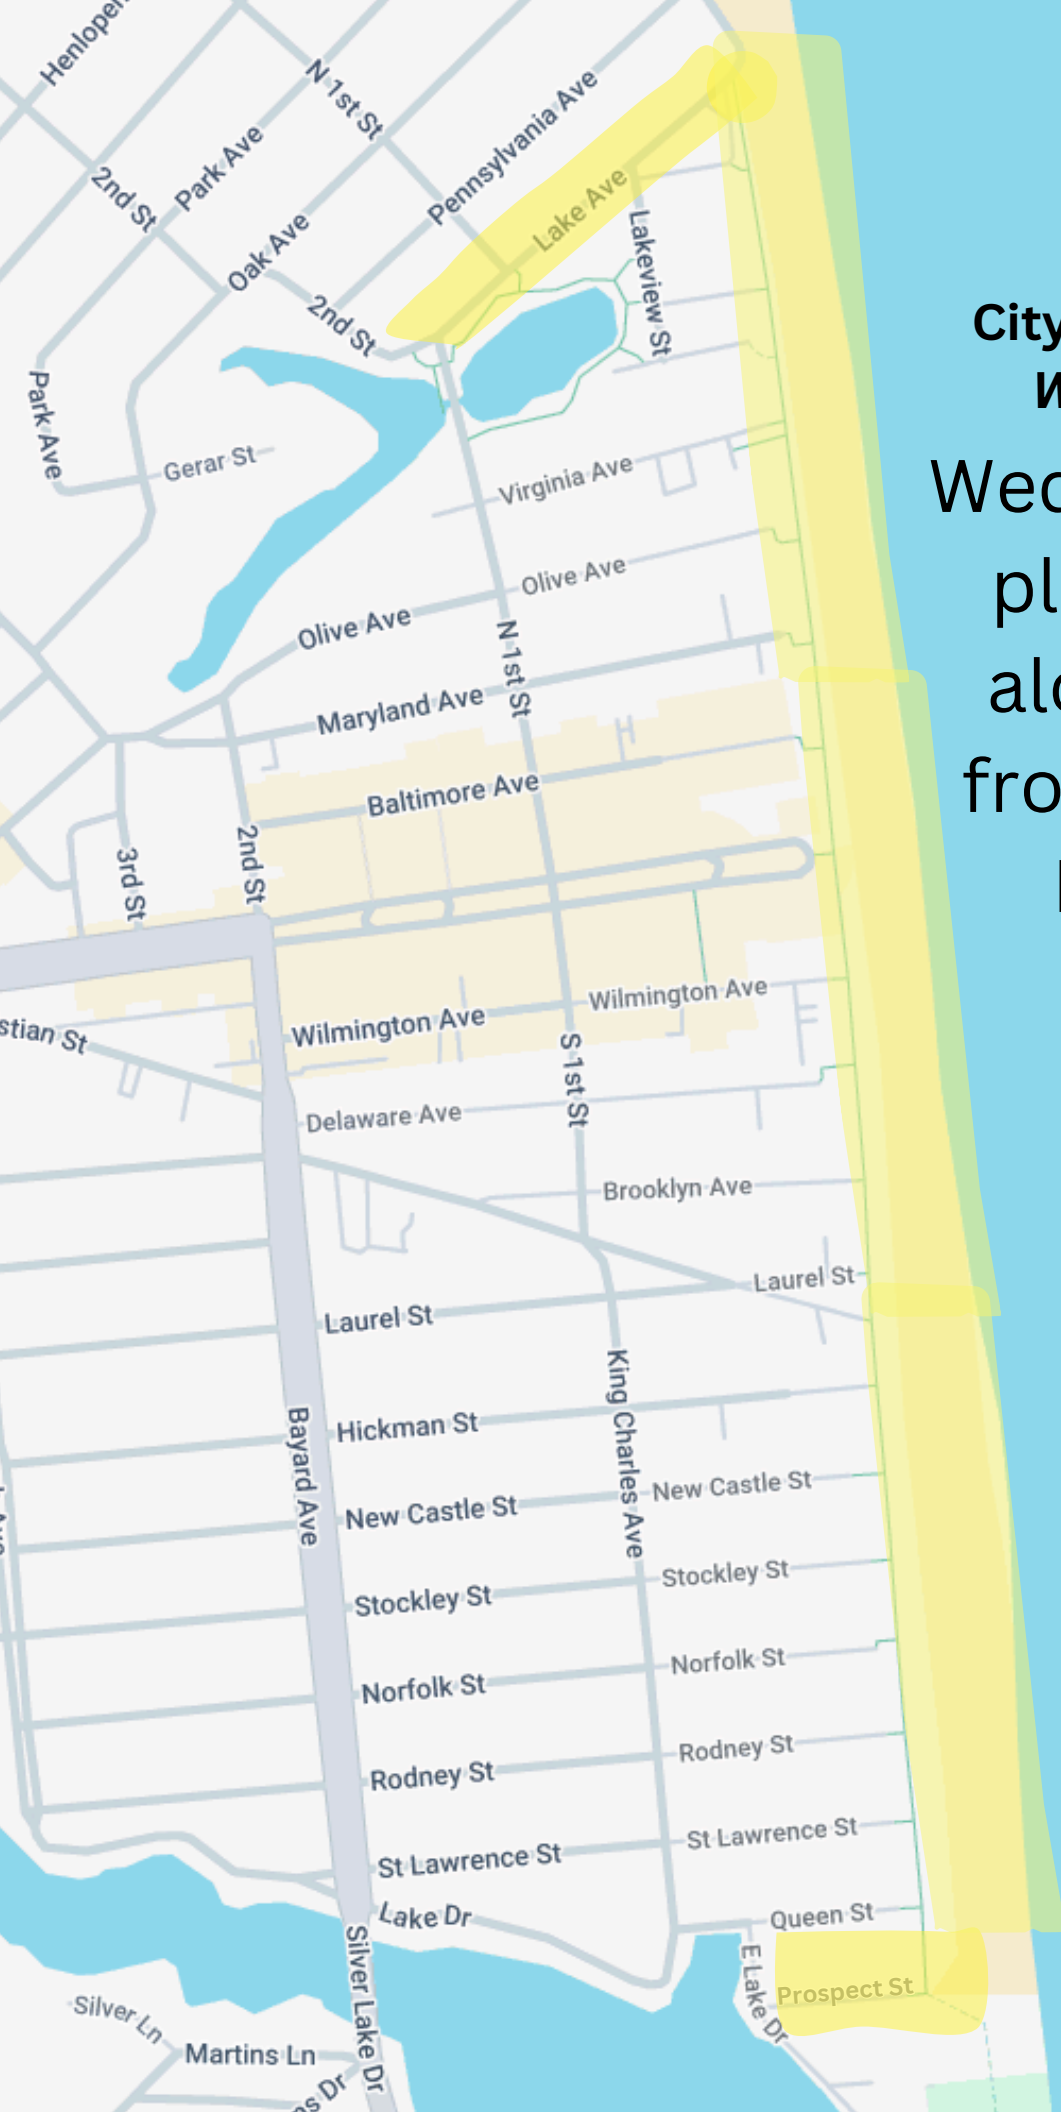 Henlopen
N 1st St
Pennsylvania Ave
Park Ave
2nd St
Lake Ave
Oak Ave
Lakeview St
2nd St
City
Park Ave
W
Gerar St
Virginia Ave
Wed
Olive Ave
pl
Olive Ave
N 1st St
Maryland Ave
alo
Baltimore Ave
fro
3rd St
2nd St
Wilmington Ave
Wilmington Ave
stian St
S 1st St
Delaware Ave
Brooklyn Ave
Laurel St
Laurel St
King Charles Ave
Hickman St
Bayard Ave
New Castle St
New Castle St
Ave
Stockley St
Stockley St
Norfolk St
Norfolk St
Rodney St
Rodney St
St Lawrence St
St Lawrence St
Lake Dr
Queen St
Silver Lake Dr
E Lake Dr
Prospect St
Silver Ln
Martins Ln
es Dr